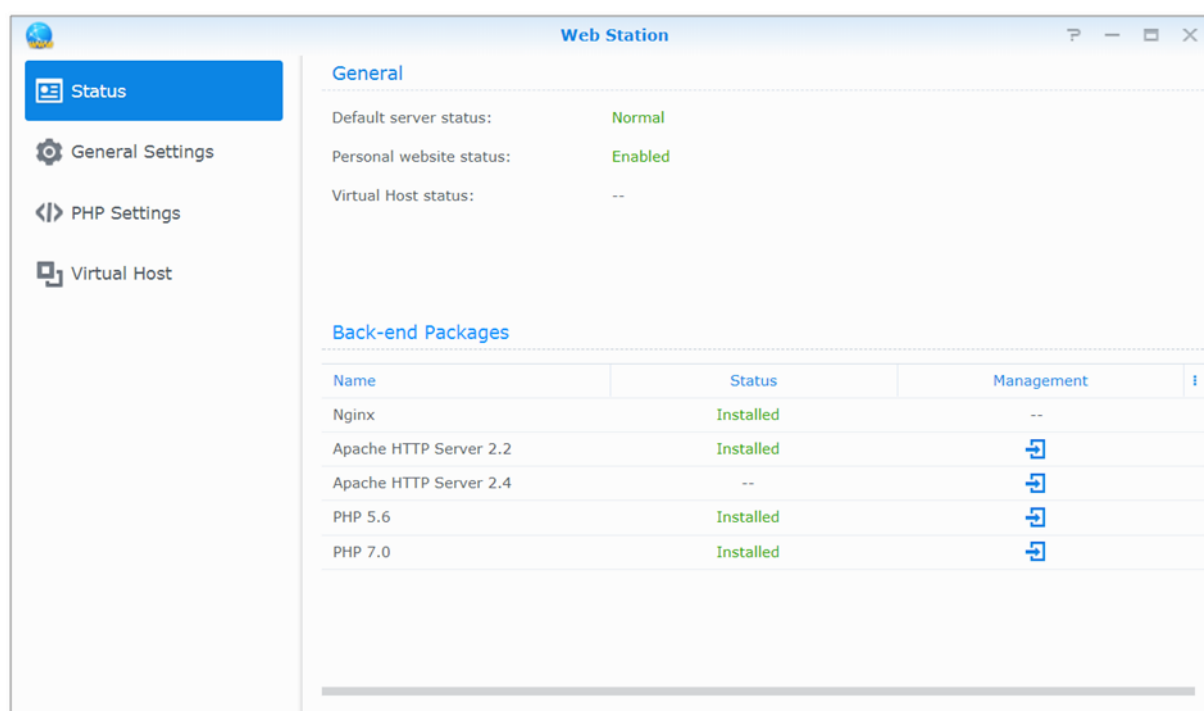 Web Station
Status
General Settings
PHP Settings
Virtual Host
General
Default server status: Normal
Personal website status: Enabled
Virtual Host status: --
Back-end Packages
Name Status Management
Nginx Installed --
Apache HTTP Server 2.2 Installed
Apache HTTP Server 2.4 --
PHP 5.6 Installed
PHP 7.0 Installed